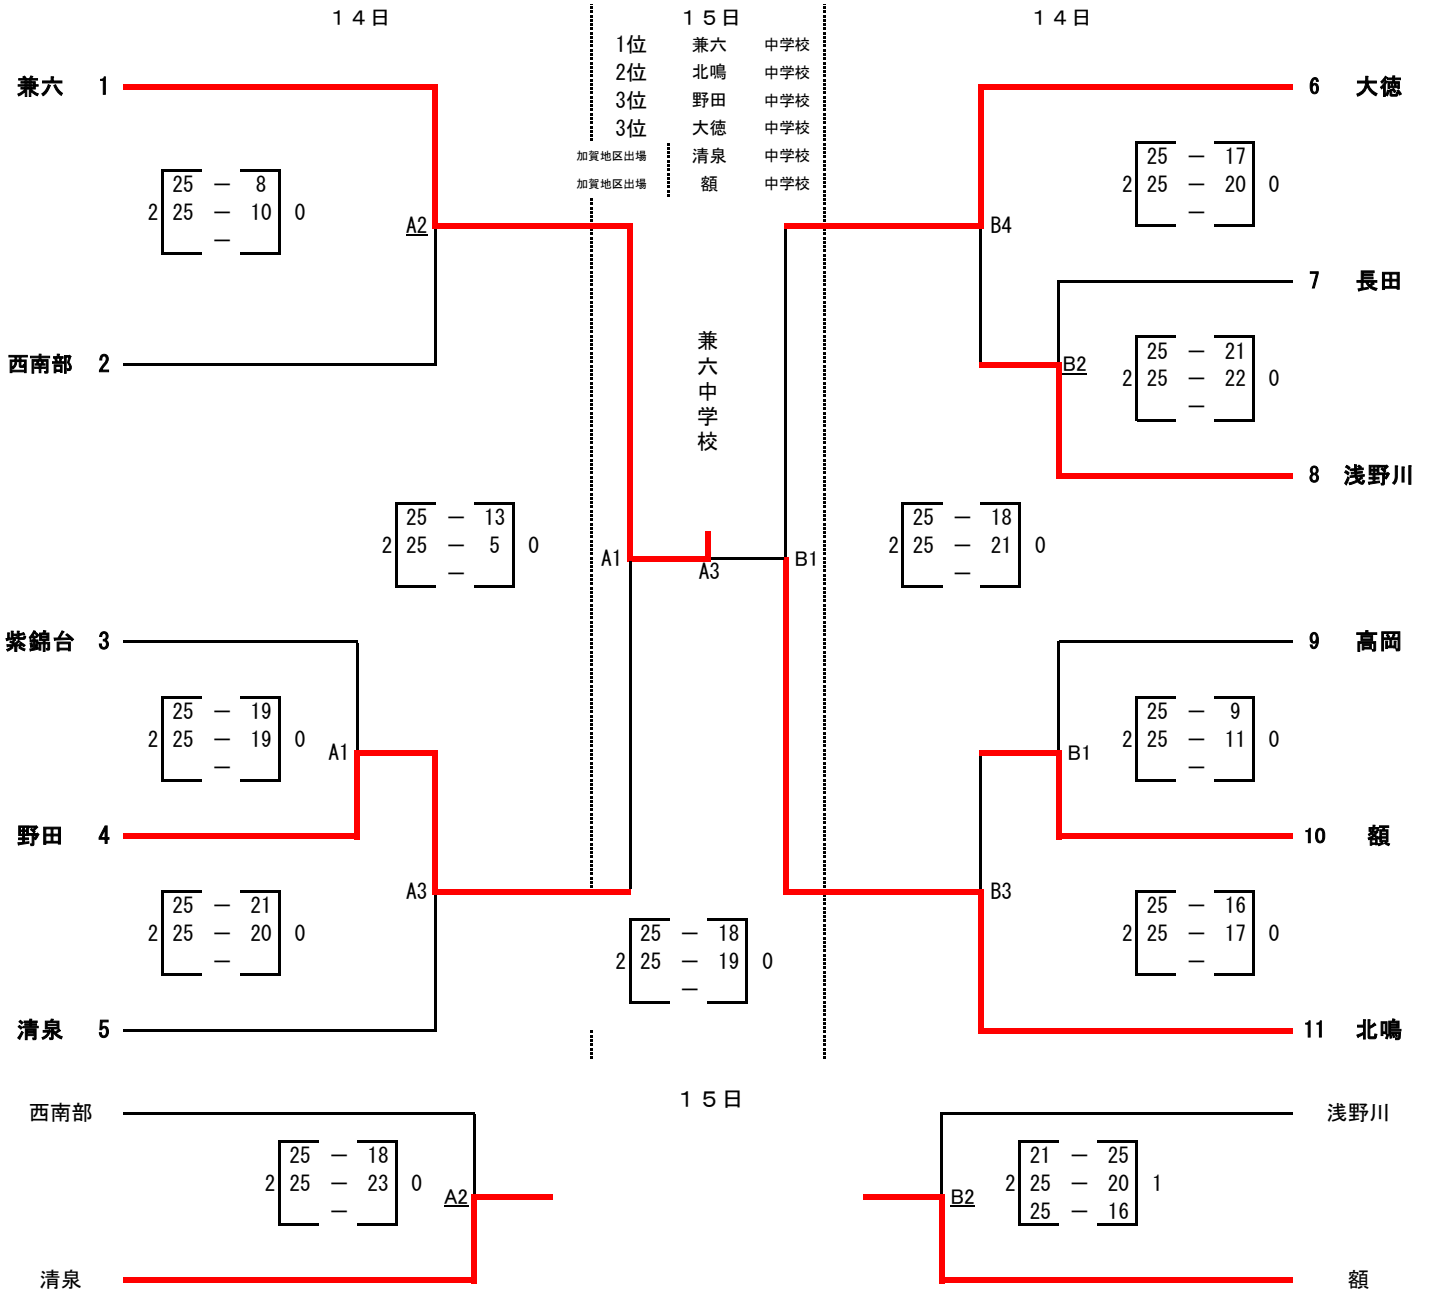 １４日 １５日 １４日
1位 兼六 中学校
2位 北鳴 中学校
3位 野田 中学校
3位 大徳 中学校
加賀地区出場 清泉 中学校
加賀地区出場 額 中学校
兼六 1
25 － 8
2 25 － 10 0
－
A2
西南部 2
25 － 13
2 25 － 5 0
－
紫錦台 3
25 － 19
2 25 － 19 0
－
A1
野田 4
25 － 21
2 25 － 20 0
－
A3
清泉 5
兼六中学校
A1
A3
B1
25 － 18
2 25 － 19 0
－
6 大徳
25 － 17
2 25 － 20 0
－
B4
7 長田
25 － 21
2 25 － 22 0
－
B2
8 浅野川
25 － 18
2 25 － 21 0
－
9 高岡
25 － 9
2 25 － 11 0
－
B1
10 額
25 － 16
2 25 － 17 0
－
B3
11 北鳴
１５日
西南部
25 － 18
2 25 － 23 0
－
A2
清泉
浅野川
21 － 25
2 25 － 20 1
25 － 16
B2
額